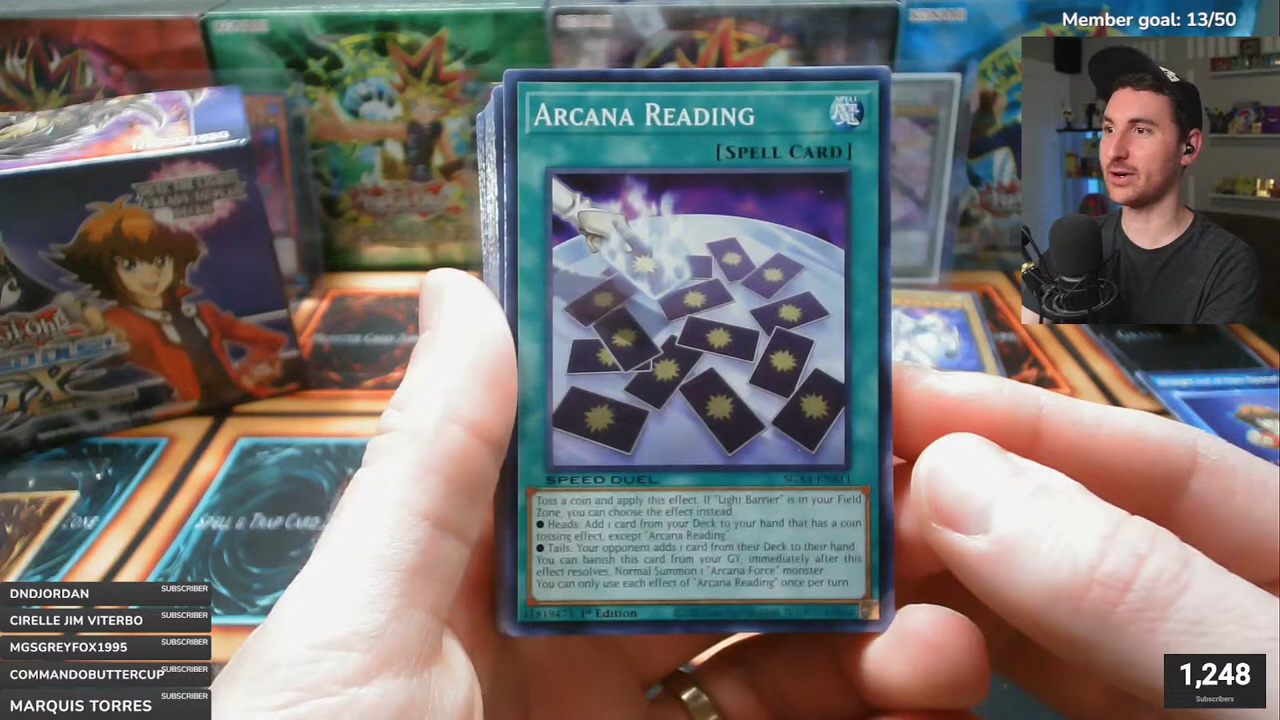 Member goal: 13/50
ARCANA READING
[SPELL CARD]
SPEED DUEL
Toss a coin and apply this effect. If "Light Barrier" is in your Field
Zone, you can choose the effect instead.
● Heads: Add 1 card from your Deck to your hand that has a coin
tossing effect, except "Arcana Reading"
● Tails: Your opponent adds 1 card from their Deck to their hand.
You can banish this card from your GY; immediately after this
effect resolves, Normal Summon 1 "Arcana Force" monster.
You can only use each effect of "Arcana Reading" once per turn.
1st Edition
SPELL & TRAP CARD
DNDJORDAN SUBSCRIBER
CIRELLE JIM VITERBO SUBSCRIBER
MGSGREYFOX1995 SUBSCRIBER
COMMANDOBUTTERCUP SUBSCRIBER
MARQUIS TORRES SUBSCRIBER
1,248
Subscribers